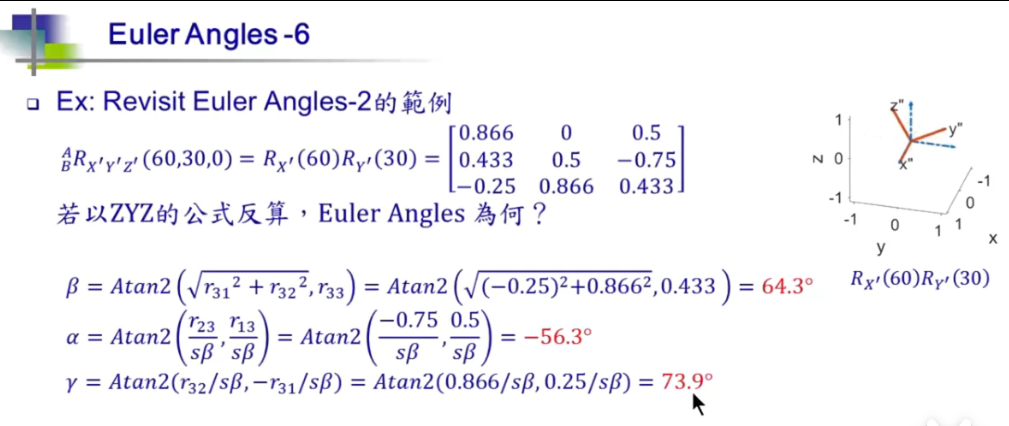 Euler Angles -6
Ex: Revisit Euler Angles-2的範例
$^A_BR_{X'Y'Z'}(60,30,0) = R_{X'}(60)R_{Y'}(30) = \begin{bmatrix} 0.866 & 0 & 0.5 \\ 0.433 & 0.5 & -0.75 \\ -0.25 & 0.866 & 0.433 \end{bmatrix}$
若以ZYZ的公式反算，Euler Angles 為何？
$\beta = Atan2\left(\sqrt{r_{31}{}^2 + r_{32}{}^2}, r_{33}\right) = Atan2\left(\sqrt{(-0.25)^2+0.866^2}, 0.433\right) = 64.3°$
$\alpha = Atan2\left(\frac{r_{23}}{s\beta}, \frac{r_{13}}{s\beta}\right) = Atan2\left(\frac{-0.75}{s\beta}, \frac{0.5}{s\beta}\right) = -56.3°$
$\gamma = Atan2(r_{32}/s\beta, -r_{31}/s\beta) = Atan2(0.866/s\beta, 0.25/s\beta) = 73.9°$
z"
y"
x"
1
z 0
-1
-1
0
1
y
1
0
-1
x
$R_{X'}(60)R_{Y'}(30)$